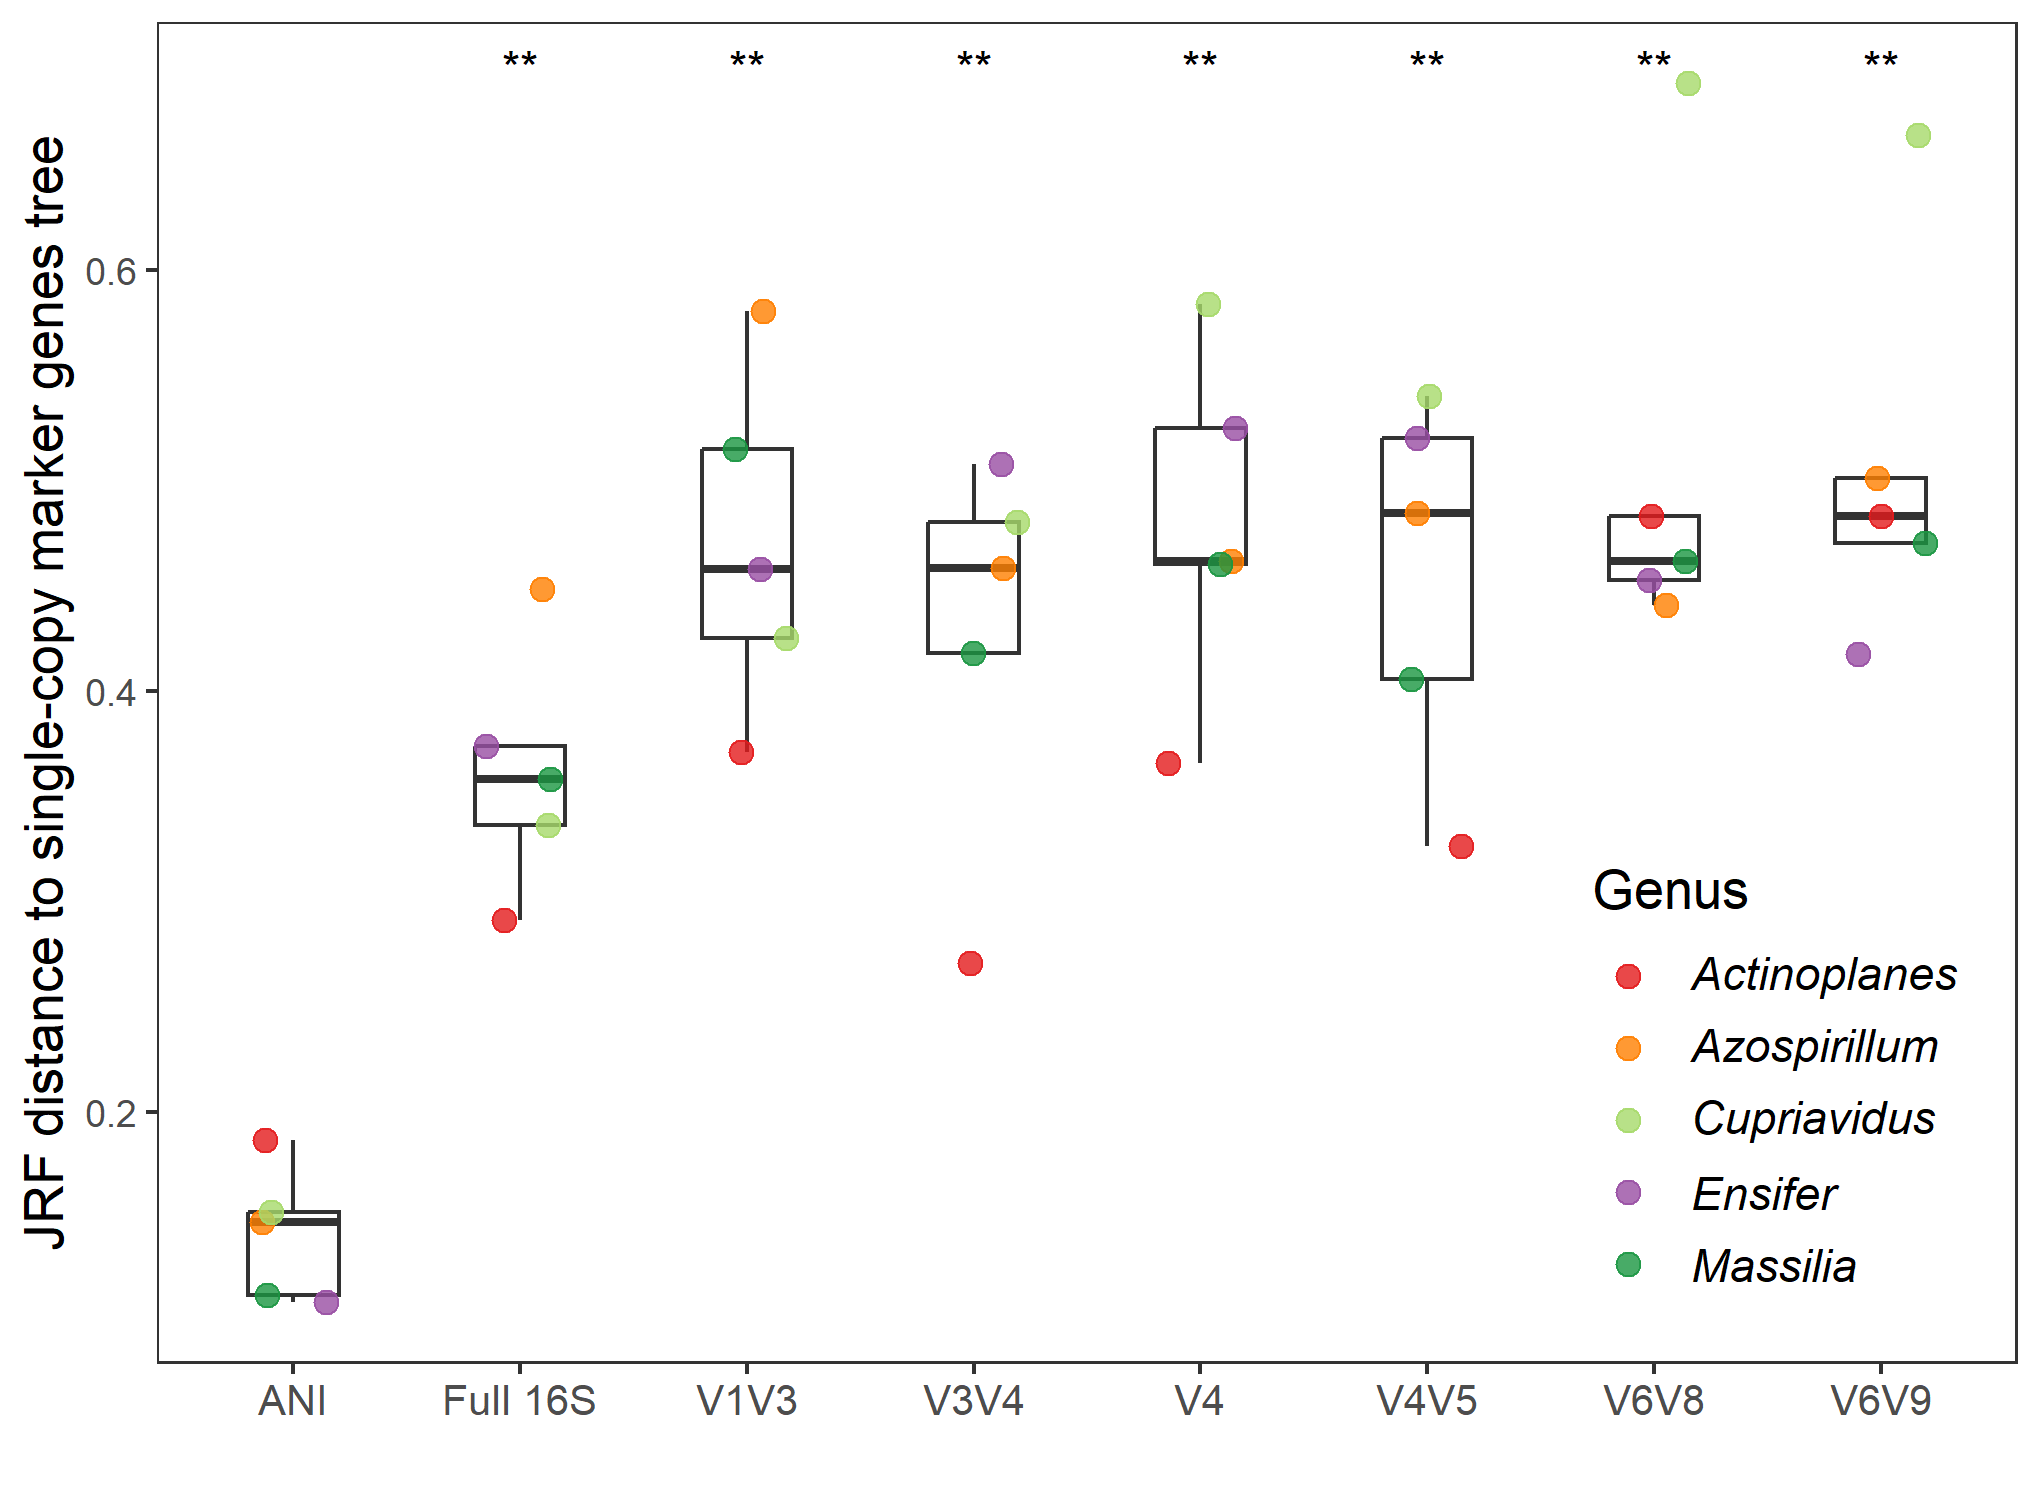 ** ** ** ** ** ** **
JRF distance to single-copy marker genes tree
0.6
0.4
0.2
Genus
Actinoplanes
Azospirillum
Cupriavidus
Ensifer
Massilia
ANI Full 16S V1V3 V3V4 V4 V4V5 V6V8 V6V9